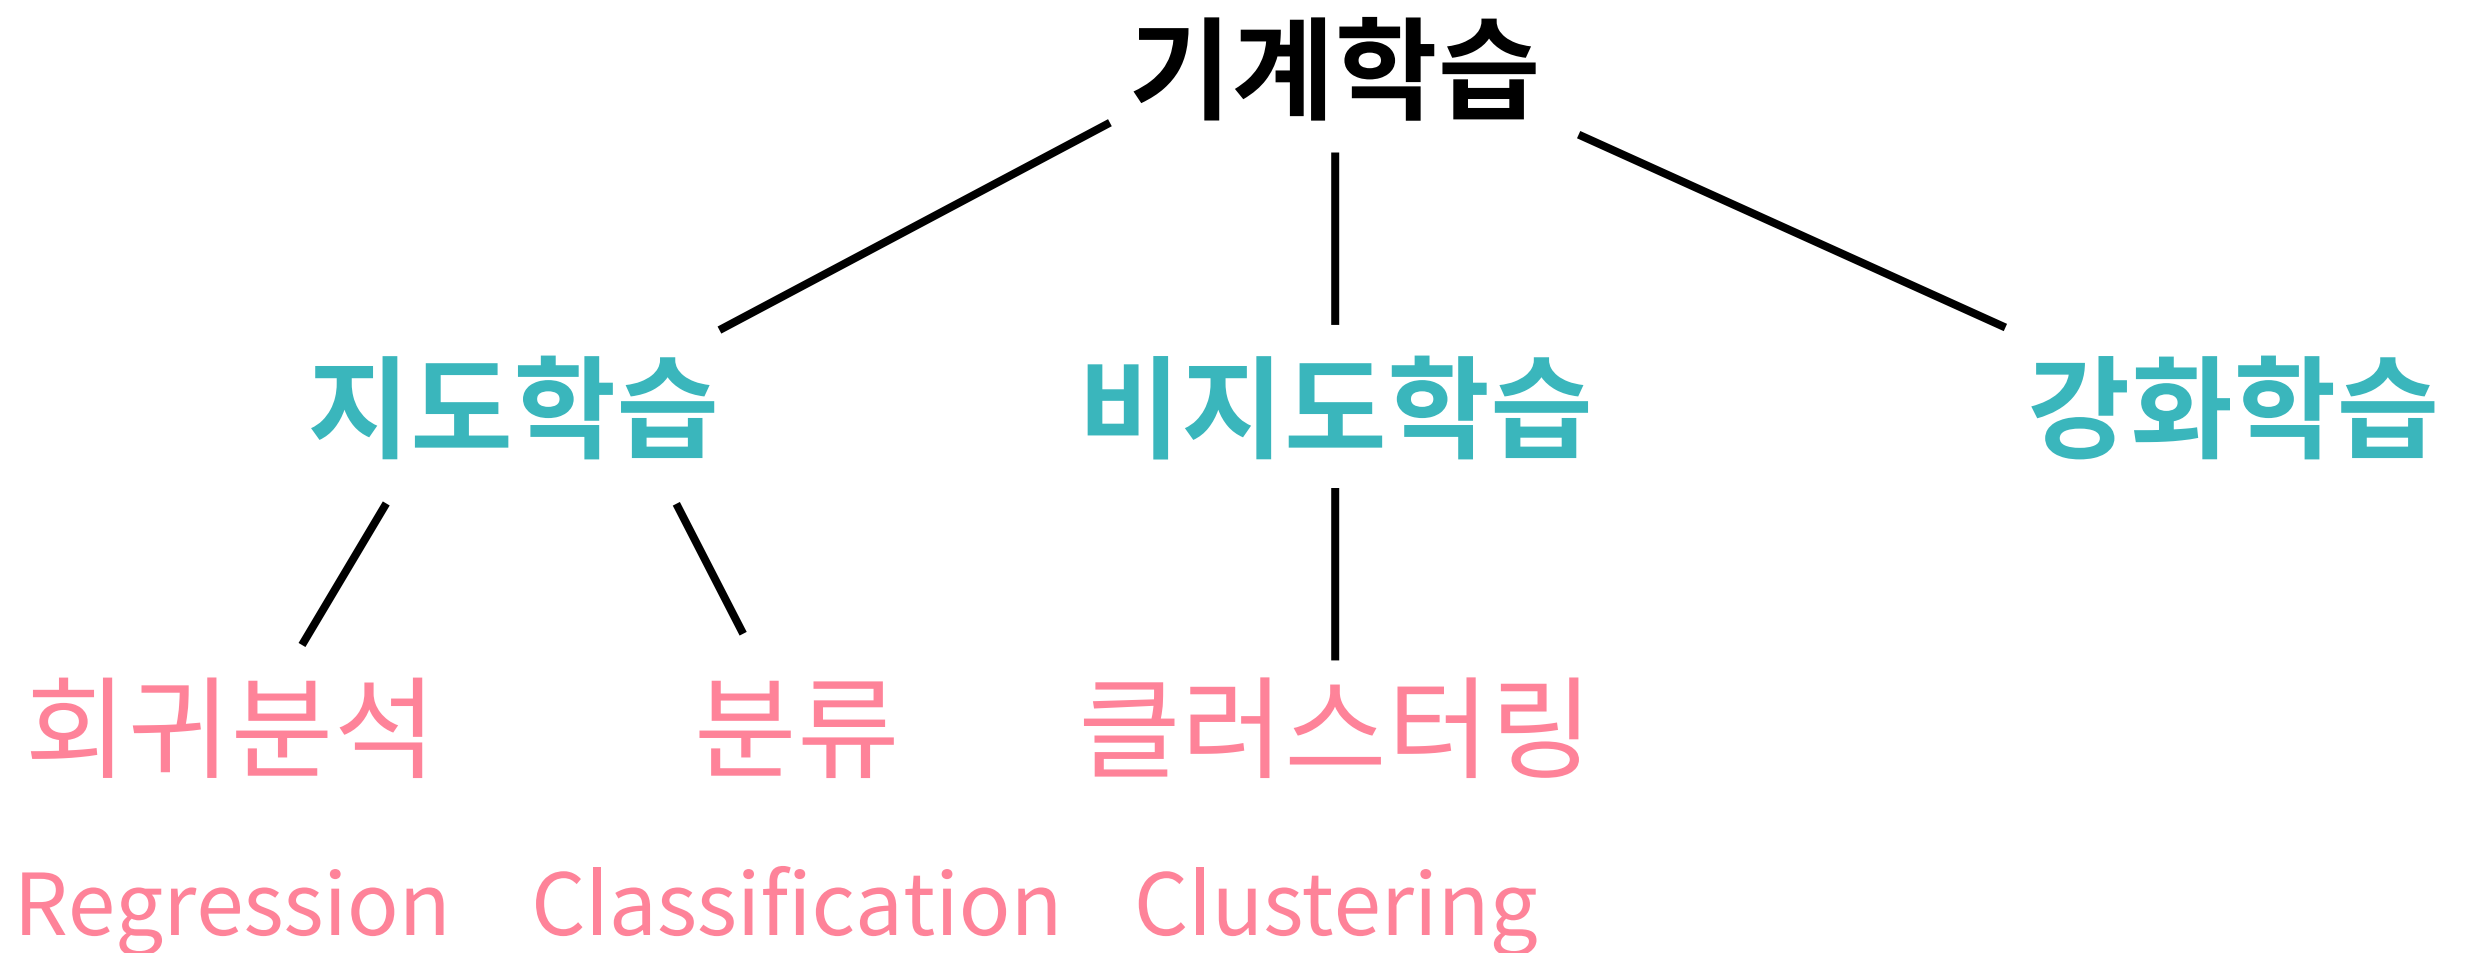 기계학습
지도학습 비지도학습 강화학습
회귀분석 분류 클러스터링
Regression Classification Clustering